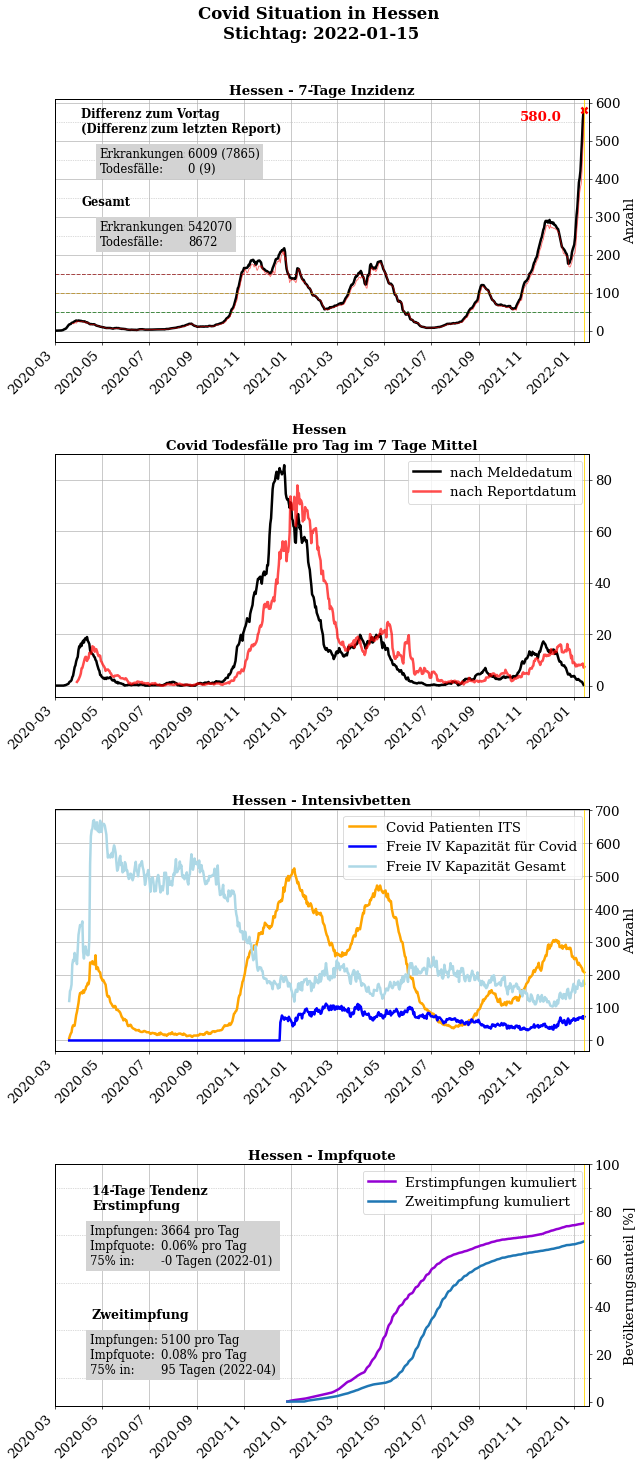 Covid Situation in Hessen
Stichtag: 2022-01-15
Hessen - 7-Tage Inzidenz
Differenz zum Vortag
(Differenz zum letzten Report)
Erkrankungen 6009 (7865)
Todesfälle: 0 (9)
Gesamt
Erkrankungen 542070
Todesfälle: 8672
580.0
600
500
400
300
200
100
0
Anzahl
2020-03
2020-05
2020-07
2020-09
2020-11
2021-01
2021-03
2021-05
2021-07
2021-09
2021-11
2022-01
Hessen
Covid Todesfälle pro Tag im 7 Tage Mittel
nach Meldedatum
nach Reportdatum
80
60
40
20
0
2020-03
2020-05
2020-07
2020-09
2020-11
2021-01
2021-03
2021-05
2021-07
2021-09
2021-11
2022-01
Hessen - Intensivbetten
Covid Patienten ITS
Freie IV Kapazität für Covid
Freie IV Kapazität Gesamt
700
600
500
400
300
200
100
0
Anzahl
2020-03
2020-05
2020-07
2020-09
2020-11
2021-01
2021-03
2021-05
2021-07
2021-09
2021-11
2022-01
Hessen - Impfquote
14-Tage Tendenz
Erstimpfung
Impfungen: 3664 pro Tag
Impfquote: 0.06% pro Tag
75% in: -0 Tagen (2022-01)
Zweitimpfung
Impfungen: 5100 pro Tag
Impfquote: 0.08% pro Tag
75% in: 95 Tagen (2022-04)
Erstimpfungen kumuliert
Zweitimpfung kumuliert
100
80
60
40
20
0
Bevölkerungsanteil [%]
2020-03
2020-05
2020-07
2020-09
2020-11
2021-01
2021-03
2021-05
2021-07
2021-09
2021-11
2022-01